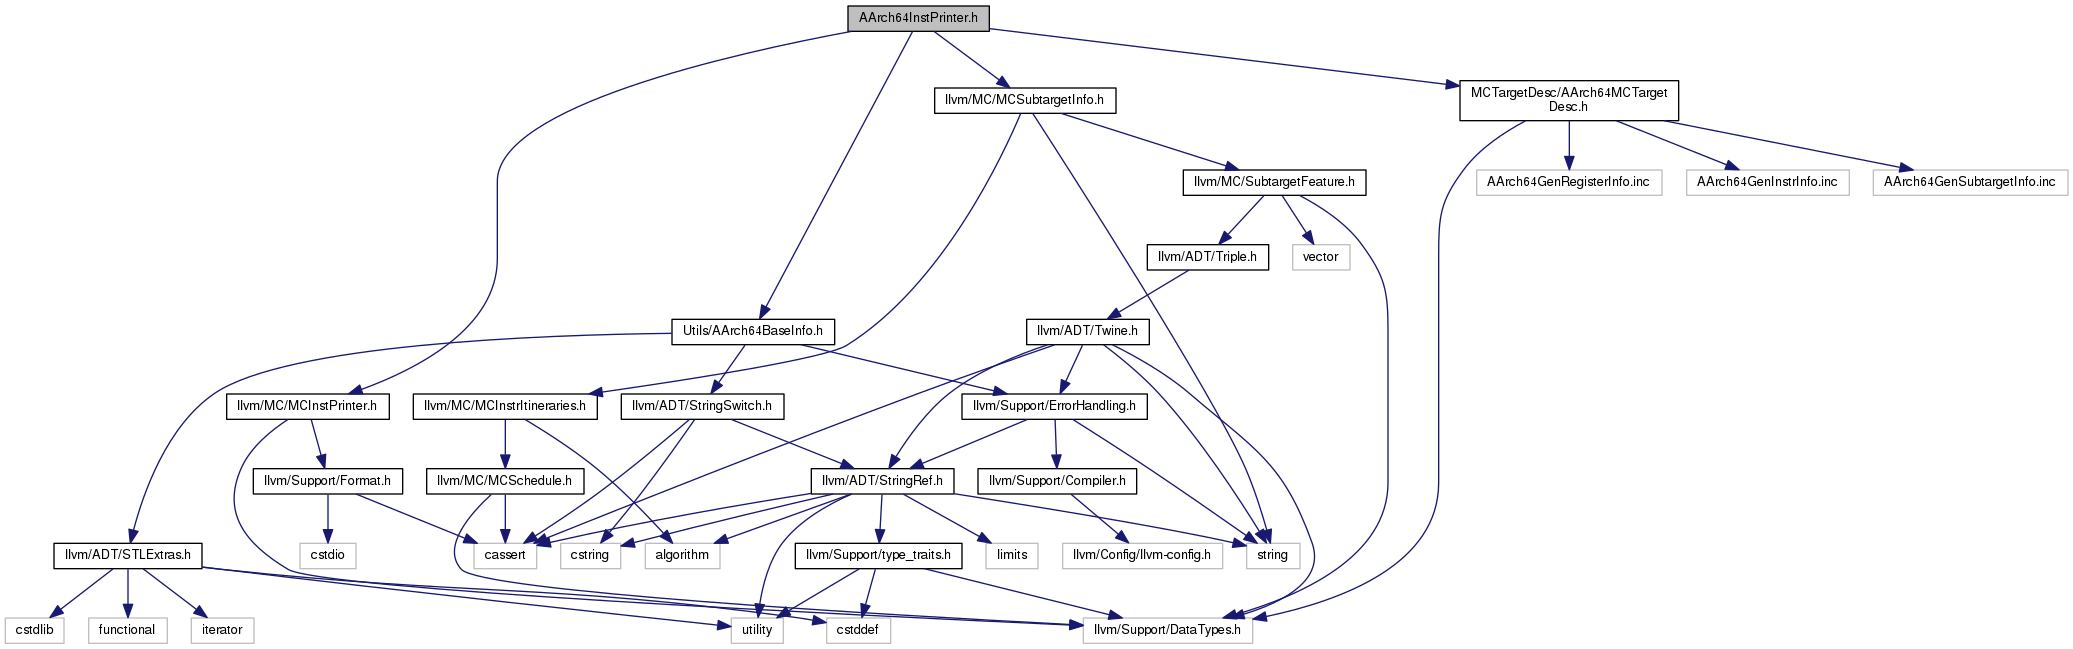 AArch64InstPrinter.h
llvm/MC/MCSubtargetInfo.h
MCTargetDesc/AArch64MCTarget
Desc.h
llvm/MC/SubtargetFeature.h
AArch64GenRegisterInfo.inc
AArch64GenInstrInfo.inc
AArch64GenSubtargetInfo.inc
llvm/ADT/Triple.h
vector
Utils/AArch64BaseInfo.h
llvm/ADT/Twine.h
llvm/MC/MCInstPrinter.h
llvm/MC/MCInstrItineraries.h
llvm/ADT/StringSwitch.h
llvm/Support/ErrorHandling.h
llvm/Support/Format.h
llvm/MC/MCSchedule.h
llvm/ADT/StringRef.h
llvm/Support/Compiler.h
llvm/ADT/STLExtras.h
cstdio
cassert
cstring
algorithm
llvm/Support/type_traits.h
limits
llvm/Config/llvm-config.h
string
cstdlib
functional
iterator
utility
cstddef
llvm/Support/DataTypes.h